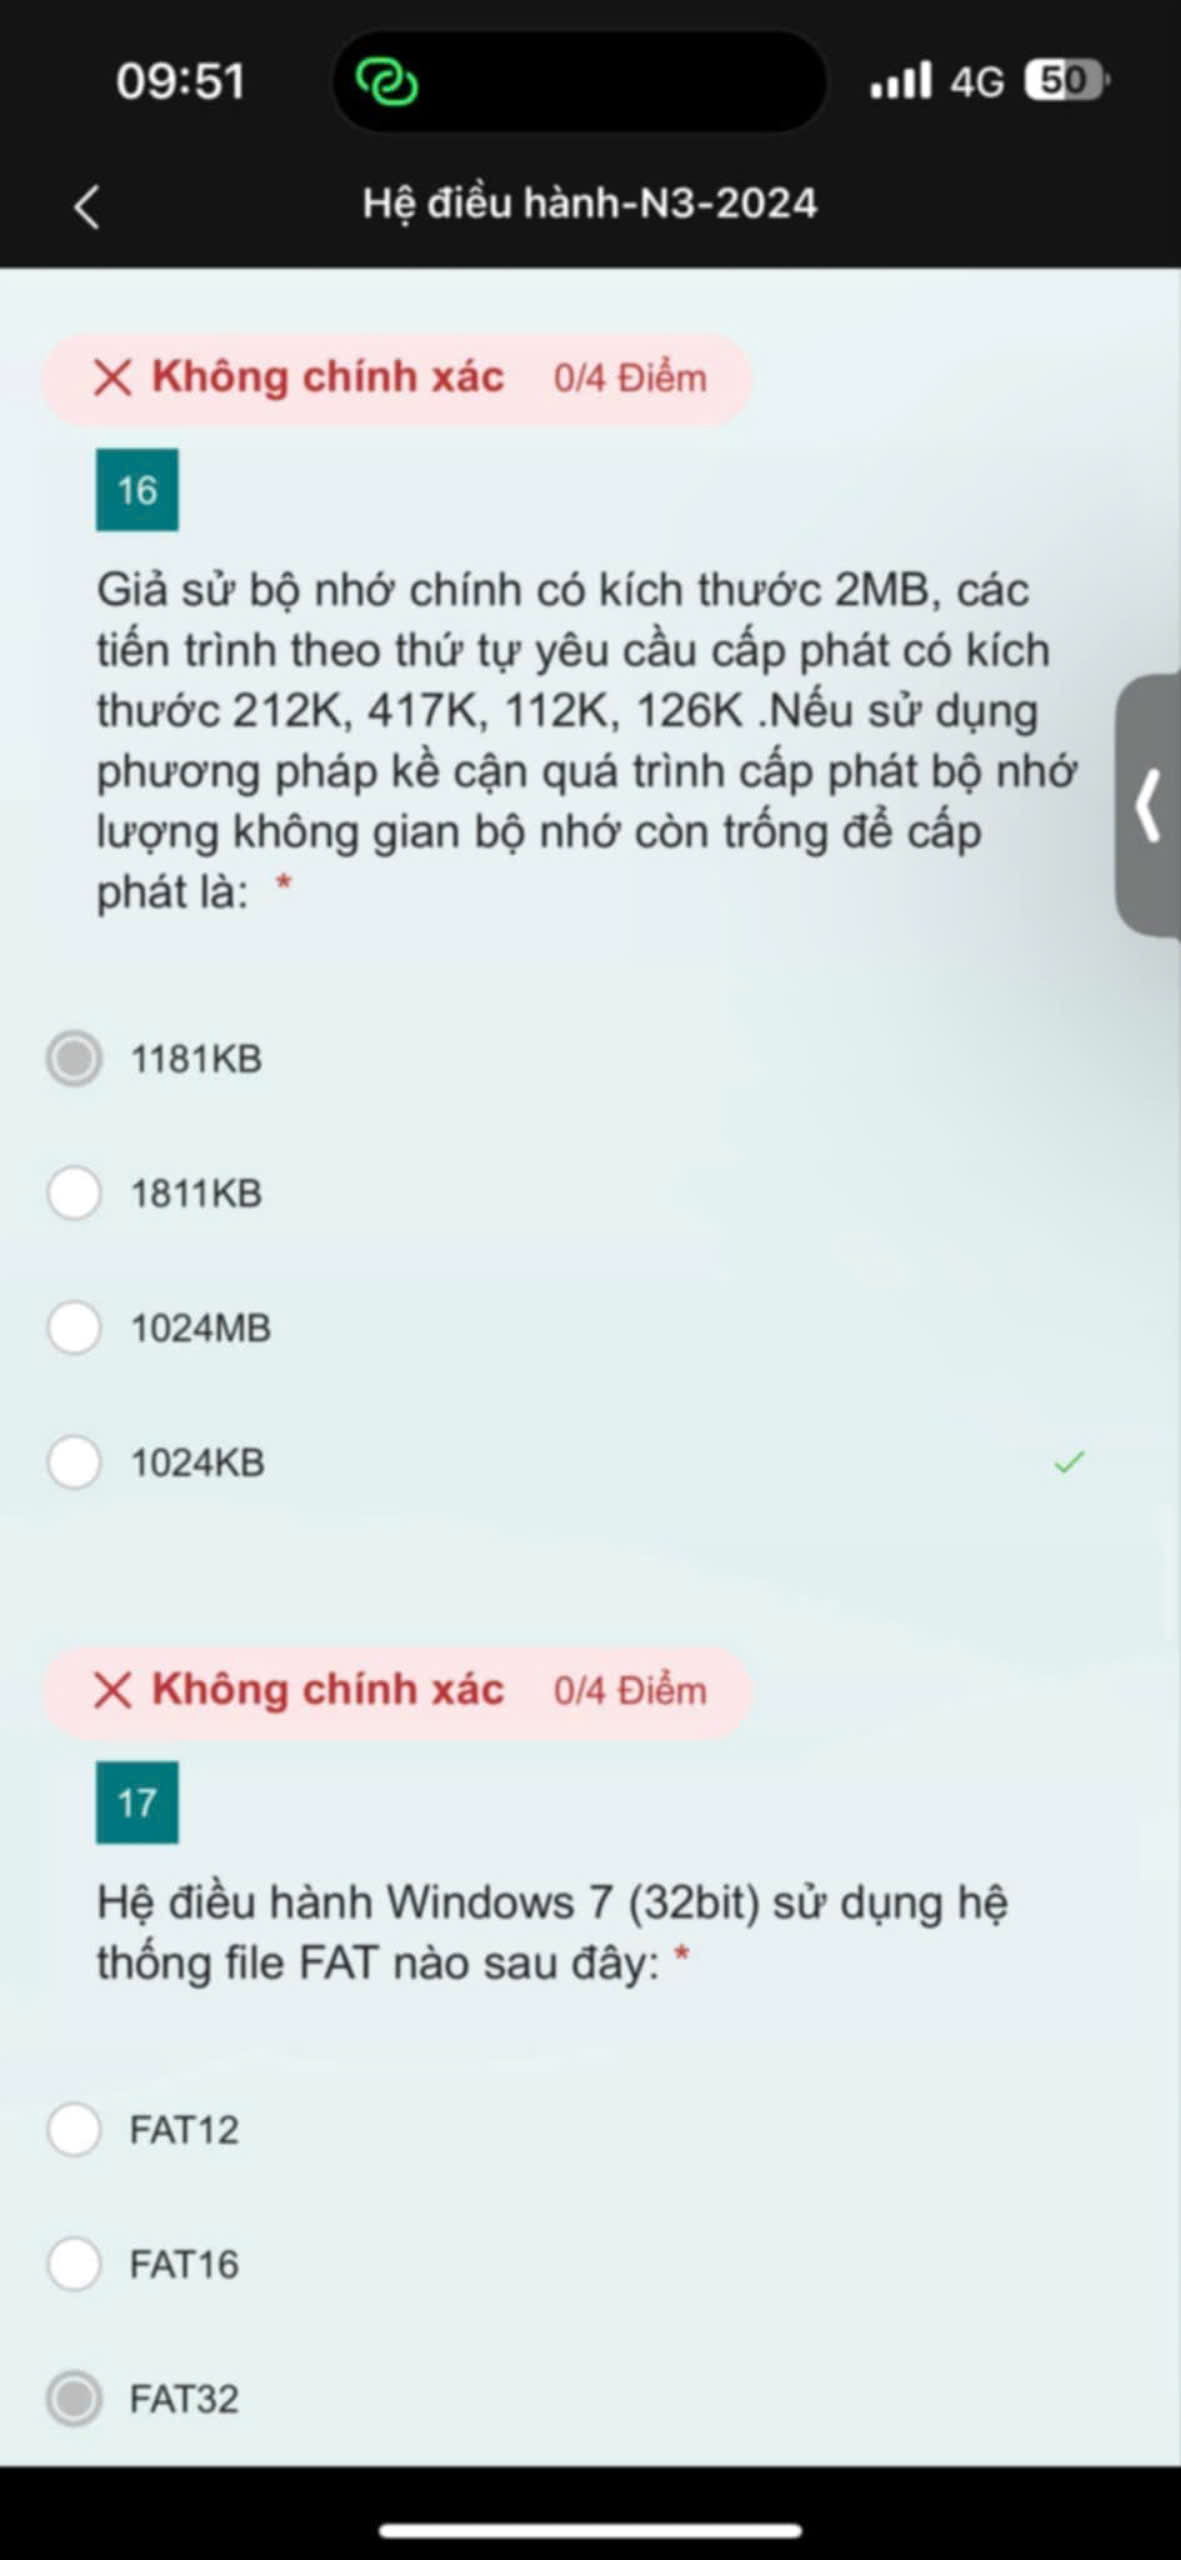 09:51
4G 50
Hệ điều hành-N3-2024
Không chính xác 0/4 Điểm
16
Giả sử bộ nhớ chính có kích thước 2MB, các
tiến trình theo thứ tự yêu cầu cấp phát có kích
thước 212K, 417K, 112K, 126K .Nếu sử dụng
phương pháp kề cận quá trình cấp phát bộ nhớ
lượng không gian bộ nhớ còn trống để cấp
phát là: *
1181KB
1811KB
1024MB
1024KB
Không chính xác 0/4 Điểm
17
Hệ điều hành Windows 7 (32bit) sử dụng hệ
thống file FAT nào sau đây: *
FAT12
FAT16
FAT32